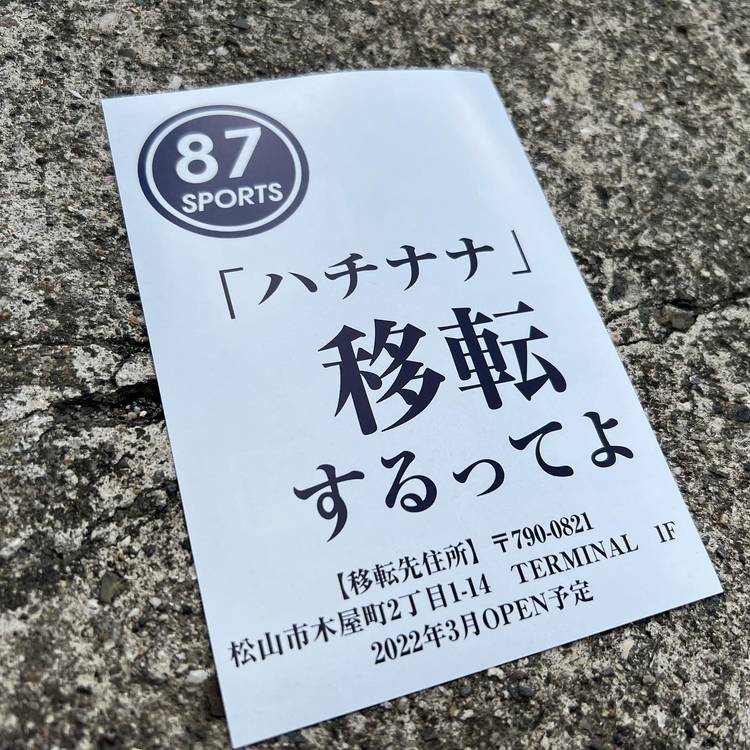 87
SPORTS
「ハチナナ」
移転
するってよ
【移転先住所】〒790-0821
松山市木屋町2丁目1-14 TERMINAL 1F
2022年3月OPEN予定